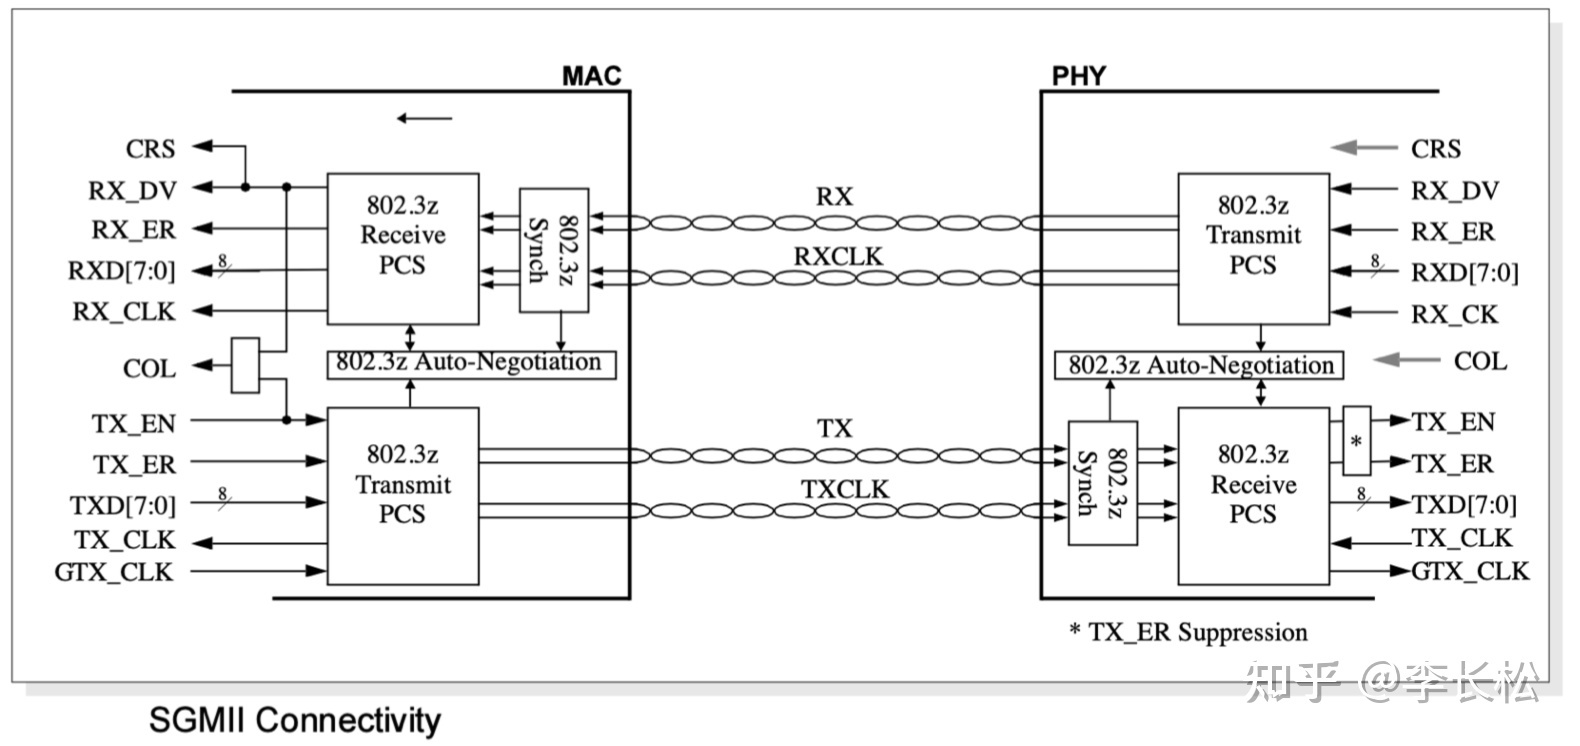 MAC
PHY
CRS
RX_DV
RX_ER
RXD[7:0]
8
RX_CLK
COL
TX_EN
TX_ER
TXD[7:0]
8
TX_CLK
GTX_CLK
802.3z
Receive
PCS
802.3z
Synch
802.3z Auto-Negotiation
802.3z
Transmit
PCS
RX
RXCLK
TX
TXCLK
802.3z
Transmit
PCS
802.3z Auto-Negotiation
802.3z
Synch
802.3z
Receive
PCS
*
CRS
RX_DV
RX_ER
8
RXD[7:0]
RX_CK
COL
TX_EN
TX_ER
8
TXD[7:0]
TX_CLK
GTX_CLK
* TX_ER Suppression
知乎 @李长松
SGMII Connectivity